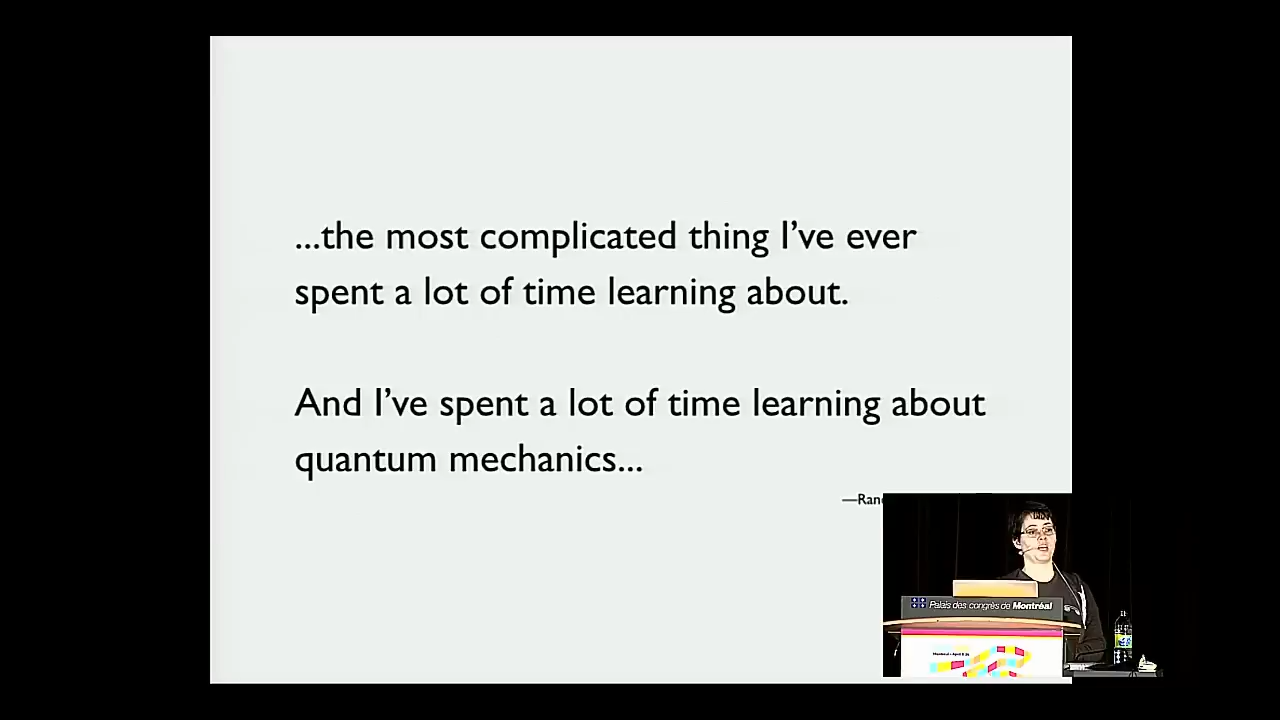 ...the most complicated thing I've ever
spent a lot of time learning about.
And I've spent a lot of time learning about
quantum mechanics...
Palais des congrès de Montréal